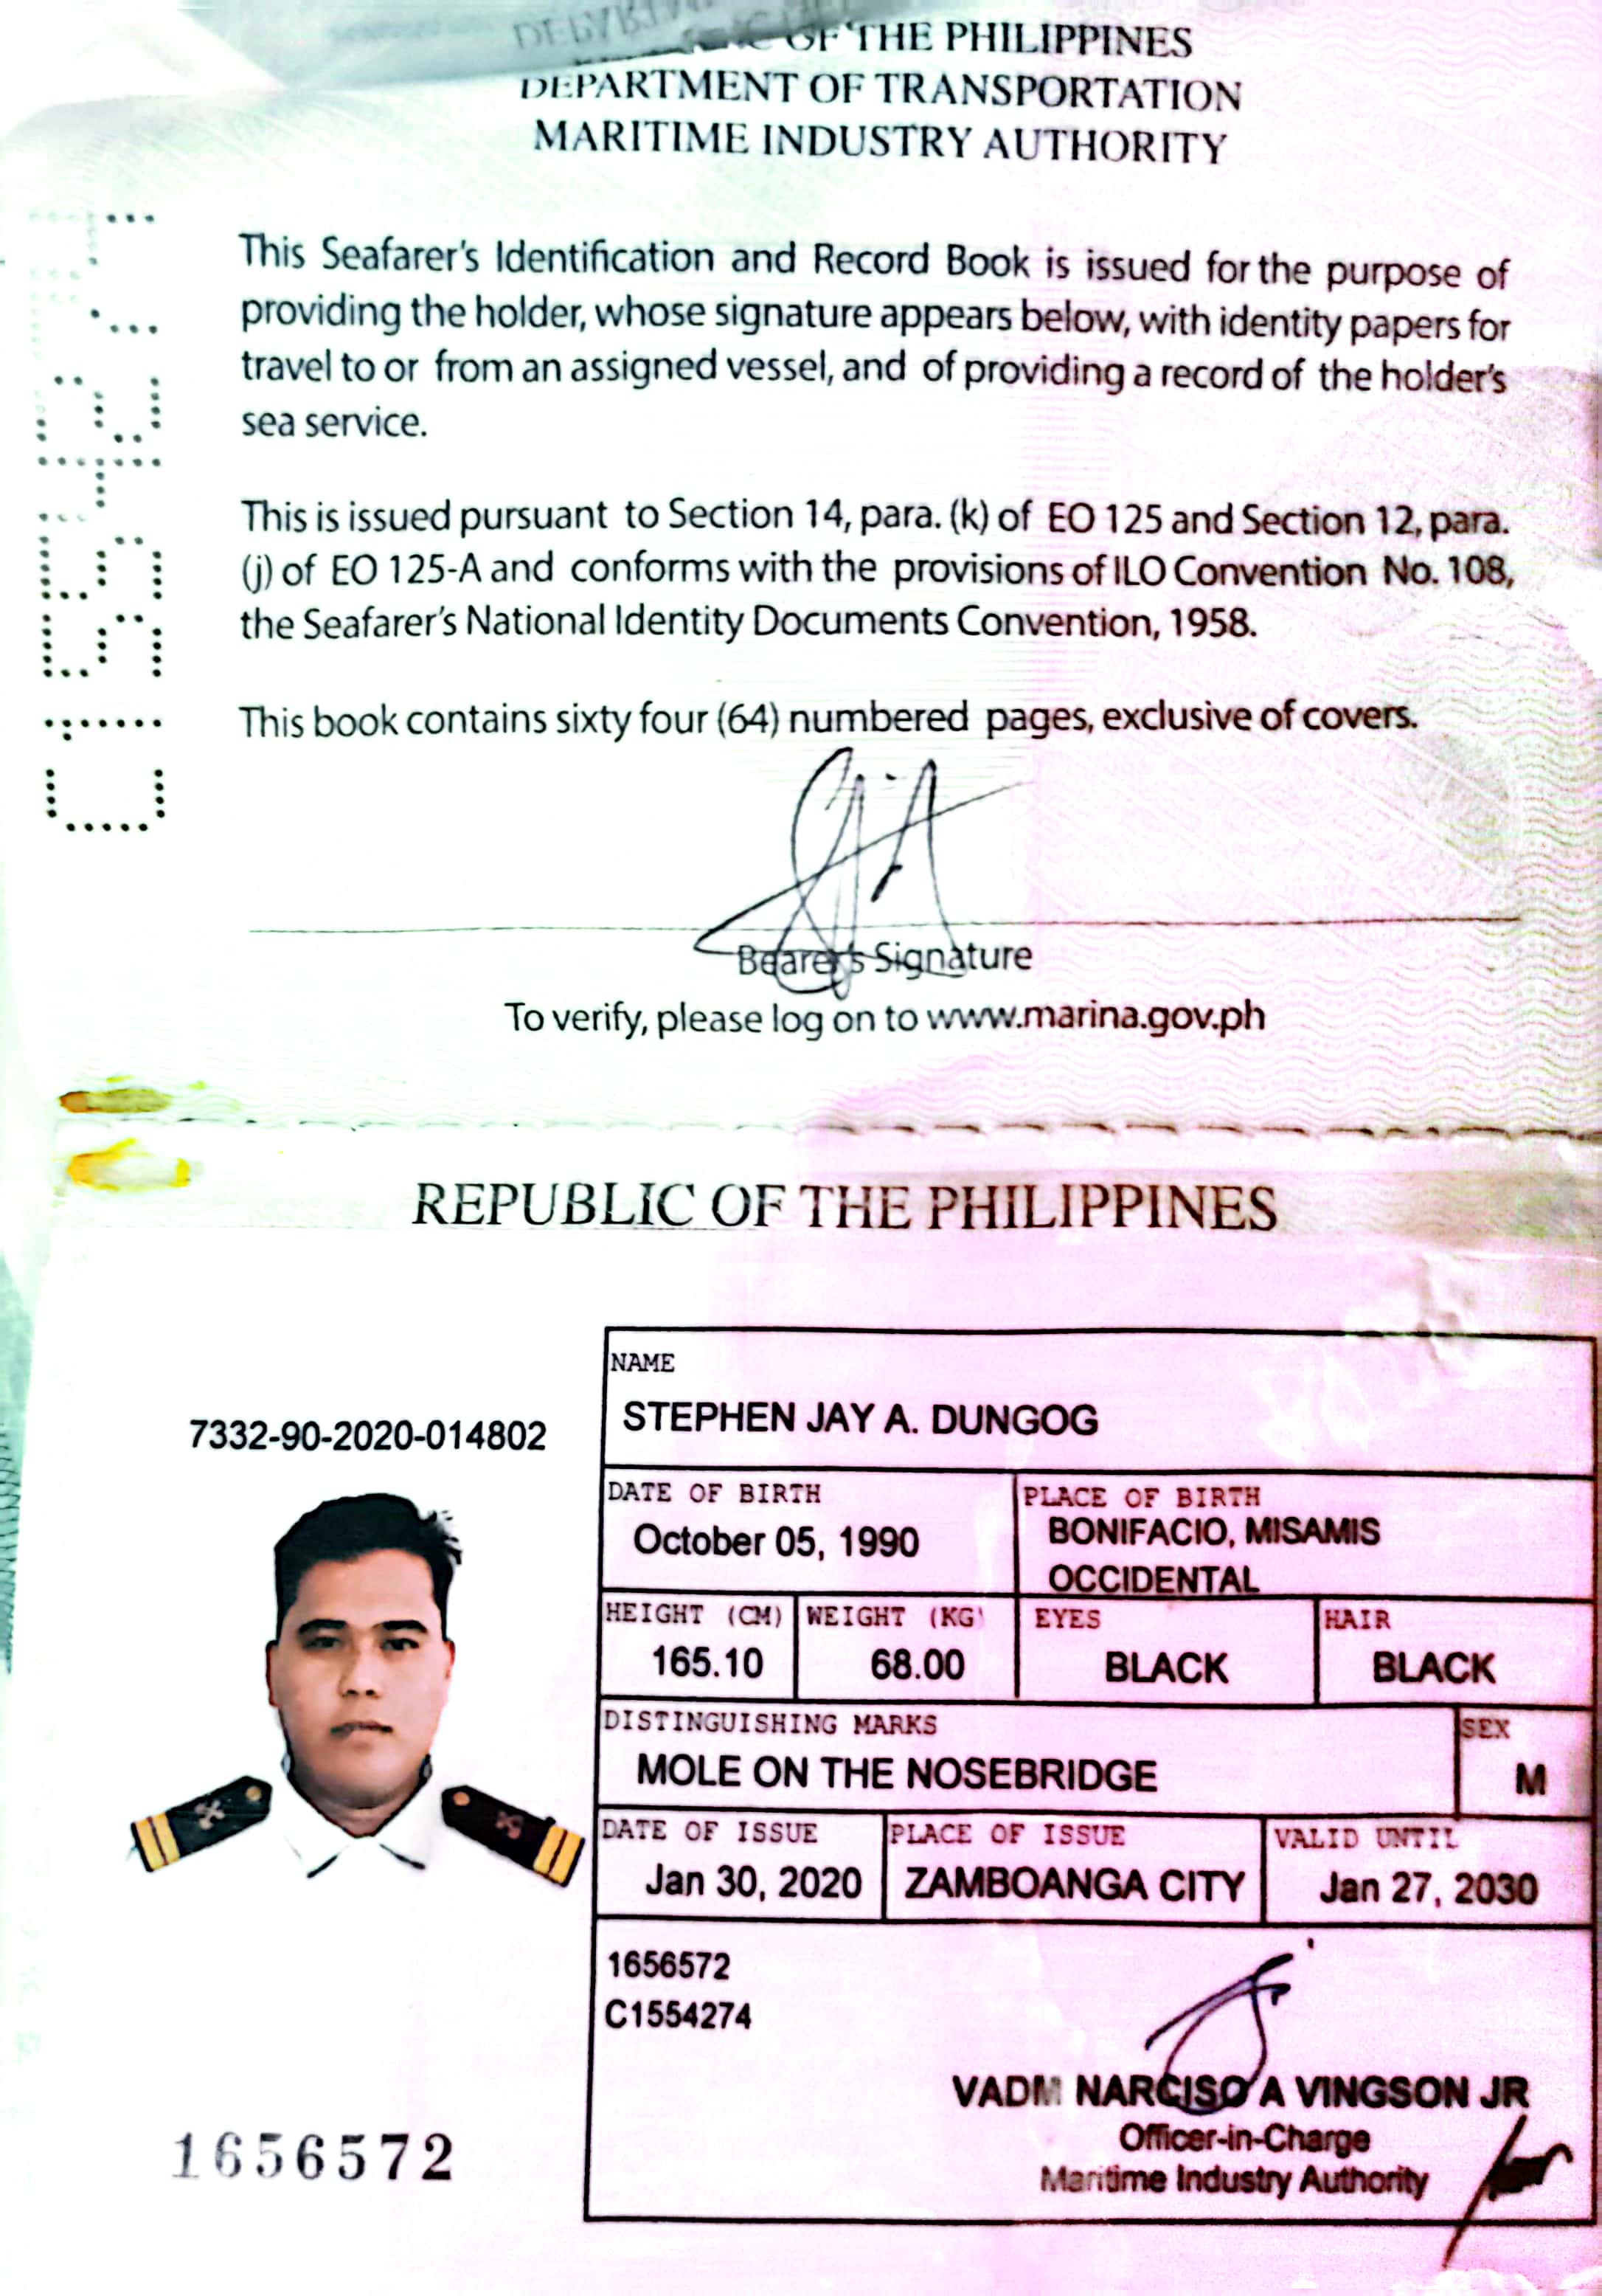 OF THE PHILIPPINES
DEPARTMENT OF TRANSPORTATION
MARITIME INDUSTRY AUTHORITY
This Seafarer's Identification and Record Book is issued for the purpose of
providing the holder, whose signature appears below, with identity papers for
travel to or from an assigned vessel, and of providing a record of the holder's
sea service.
This is issued pursuant to Section 14, para. (k) of EO 125 and Section 12, para.
(j) of EO 125-A and conforms with the provisions of ILO Convention No. 108,
the Seafarer's National Identity Documents Convention, 1958.
This book contains sixty four (64) numbered pages, exclusive of covers.
Bearer's Signature
To verify, please log on to www.marina.gov.ph
REPUBLIC OF THE PHILIPPINES
7332-90-2020-014802
NAME
STEPHEN JAY A. DUNGOG
DATE OF BIRTH
October 05, 1990
PLACE OF BIRTH
BONIFACIO, MISAMIS
OCCIDENTAL
HEIGHT (CM)
165.10
WEIGHT (KG)
68.00
EYES
BLACK
HAIR
BLACK
DISTINGUISHING MARKS
MOLE ON THE NOSEBRIDGE
SEX
M
DATE OF ISSUE
Jan 30, 2020
PLACE OF ISSUE
ZAMBOANGA CITY
VALID UNTIL
Jan 27, 2030
1656572
C1554274
VADM NARCISO A VINGSON JR
Officer-in-Charge
Maritime Industry Authority
1656572